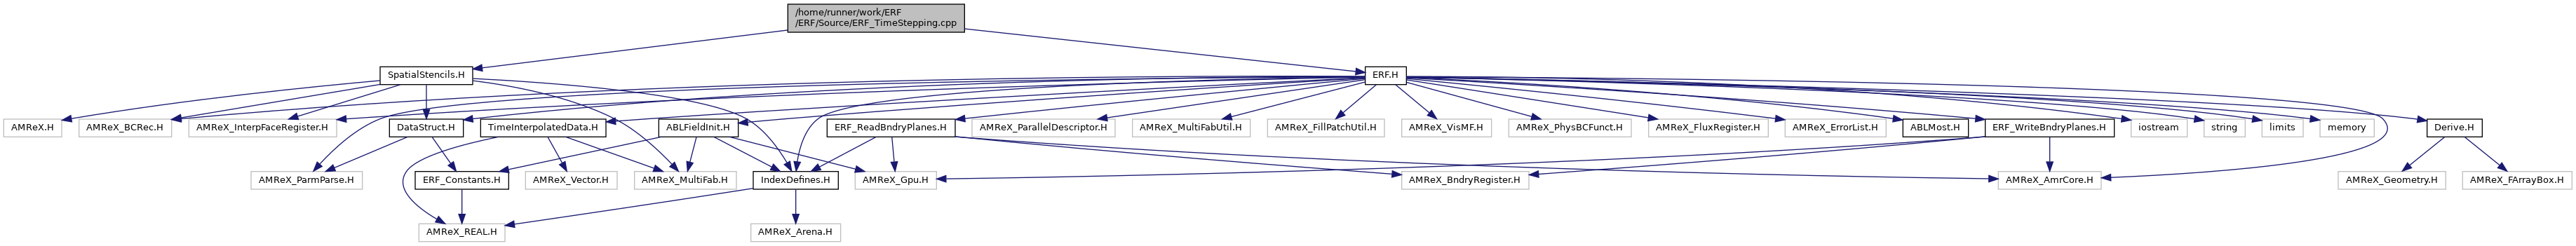 /home/runner/work/ERF
/ERF/Source/ERF_TimeStepping.cpp
SpatialStencils.H
ERF.H
AMReX.H
AMReX_BCRec.H
AMReX_InterpFaceRegister.H
DataStruct.H
TimeInterpolatedData.H
ABLFieldInit.H
ERF_ReadBndryPlanes.H
AMReX_ParallelDescriptor.H
AMReX_MultiFabUtil.H
AMReX_FillPatchUtil.H
AMReX_VisMF.H
AMReX_PhysBCFunct.H
AMReX_FluxRegister.H
AMReX_ErrorList.H
ABLMost.H
ERF_WriteBndryPlanes.H
iostream
string
limits
memory
Derive.H
AMReX_ParmParse.H
ERF_Constants.H
AMReX_Vector.H
AMReX_MultiFab.H
IndexDefines.H
AMReX_Gpu.H
AMReX_BndryRegister.H
AMReX_AmrCore.H
AMReX_Geometry.H
AMReX_FArrayBox.H
AMReX_REAL.H
AMReX_Arena.H